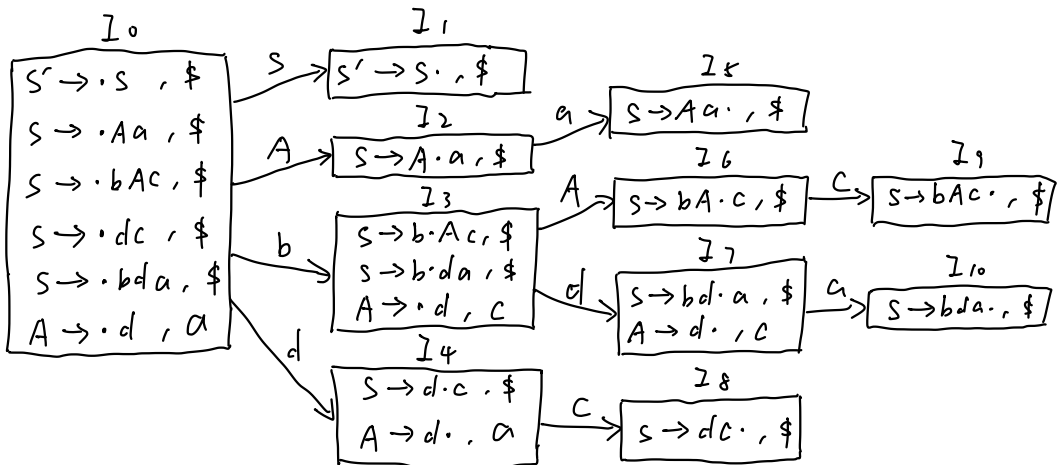 I0
S' → ·S , $
S → ·Aa , $
S → ·bAc, $
S → ·dc , $
S → ·bda, $
A → ·d , a
S
A
b
d
I1
S' → S· , $
I2
S → A·a, $
a
I5
S → Aa· , $
I3
S → b·Ac, $
S → b·da , $
A → ·d , c
A
d
I6
S → bA·c, $
c
I9
S → bAc· , $
I7
S → bd·a , $
A → d· , c
a
I10
S → bda· , $
I4
S → d·c , $
A → d· , a
c
I8
S → dc· , $